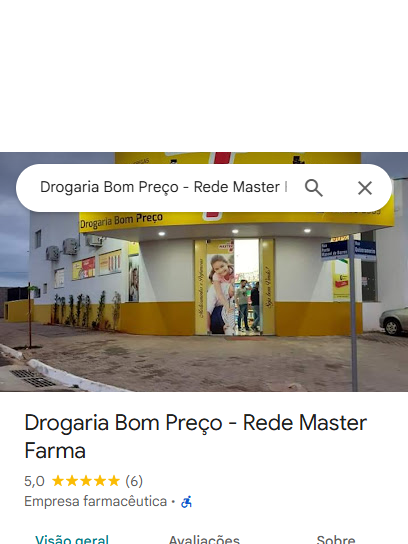 Drogaria Bom Preço - Rede Master
Drogaria Bom Preço
Drogaria Bom Preço - Rede Master
Farma
5,0 (6)
Empresa farmacêutica ·
Visão geral Avaliações Sobre